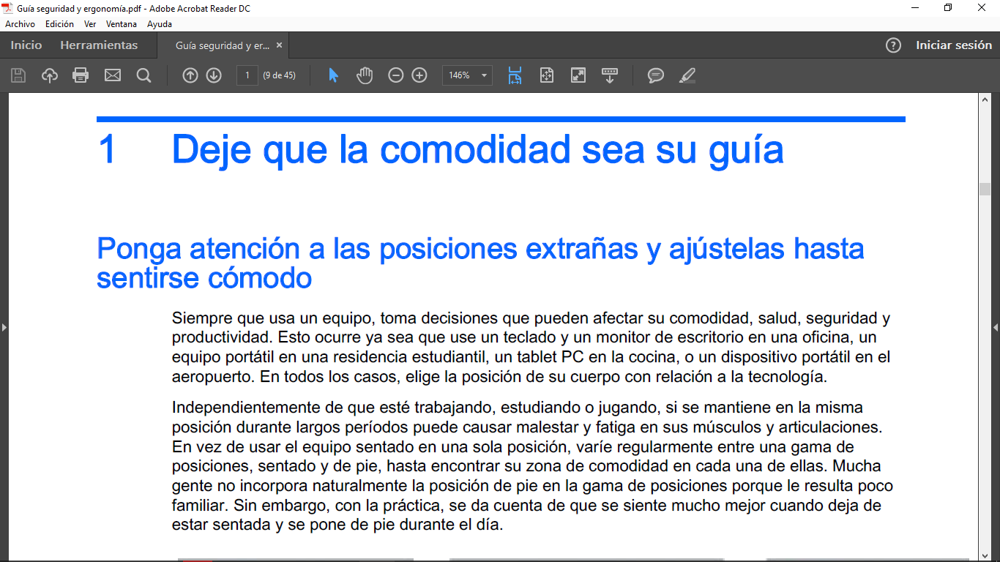 Guía seguridad y ergonomía.pdf - Adobe Acrobat Reader DC
Archivo Edición Ver Ventana Ayuda
Inicio Herramientas Guía seguridad y er... × ? Iniciar sesión
1 (9 de 45) 146%
1 Deje que la comodidad sea su guía
Ponga atención a las posiciones extrañas y ajústelas hasta
sentirse cómodo
Siempre que usa un equipo, toma decisiones que pueden afectar su comodidad, salud, seguridad y
productividad. Esto ocurre ya sea que use un teclado y un monitor de escritorio en una oficina, un
equipo portátil en una residencia estudiantil, un tablet PC en la cocina, o un dispositivo portátil en el
aeropuerto. En todos los casos, elige la posición de su cuerpo con relación a la tecnología.
Independientemente de que esté trabajando, estudiando o jugando, si se mantiene en la misma
posición durante largos períodos puede causar malestar y fatiga en sus músculos y articulaciones.
En vez de usar el equipo sentado en una sola posición, varíe regularmente entre una gama de
posiciones, sentado y de pie, hasta encontrar su zona de comodidad en cada una de ellas. Mucha
gente no incorpora naturalmente la posición de pie en la gama de posiciones porque le resulta poco
familiar. Sin embargo, con la práctica, se da cuenta de que se siente mucho mejor cuando deja de
estar sentada y se pone de pie durante el día.